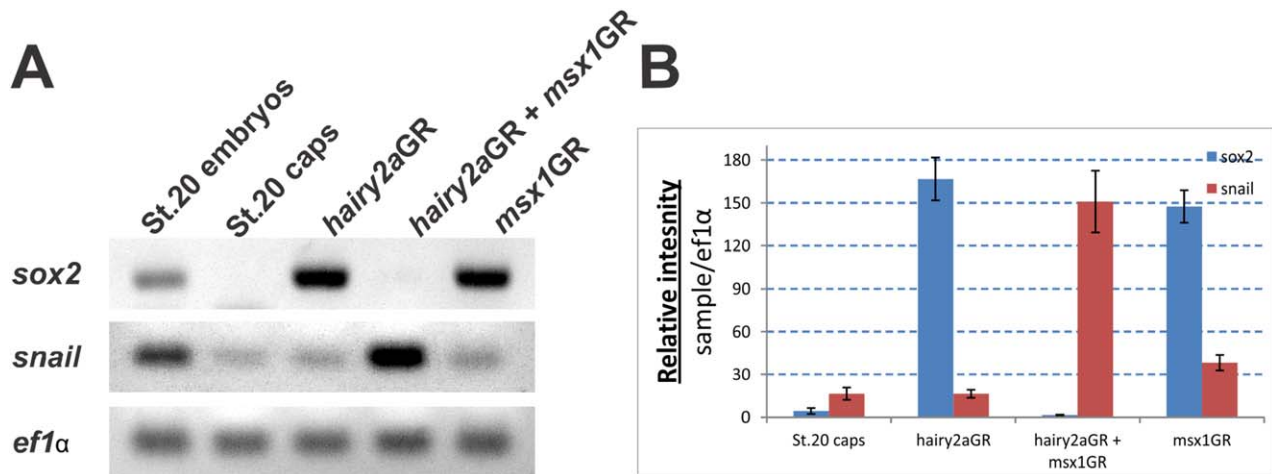 A
St.20 embryos
St.20 caps
hairy2aGR
hairy2aGR + msx1GR
msx1GR
sox2
snail
ef1α
B
Relative intesnity
sample/ef1α
180
150
120
90
60
30
0
sox2
snail
St.20 caps
hairy2aGR
hairy2aGR +
msx1GR
msx1GR